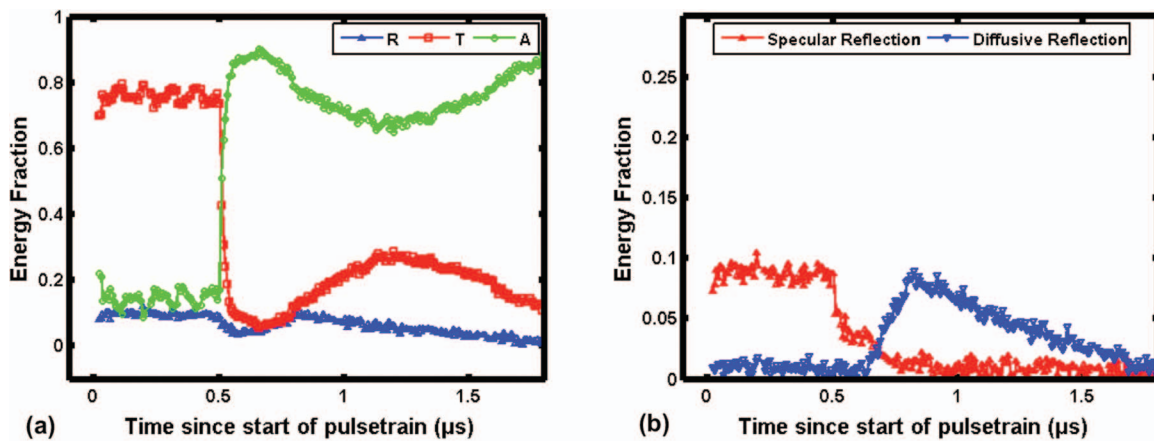 1
0.8
0.6
0.4
0.2
0
Energy Fraction
R T A
0 0.5 1 1.5
(a) Time since start of pulsetrain (µs)
0.25
0.2
0.15
0.1
0.05
0
Energy Fraction
Specular Reflection Diffusive Reflection
0 0.5 1 1.5
(b) Time since start of pulsetrain (µs)